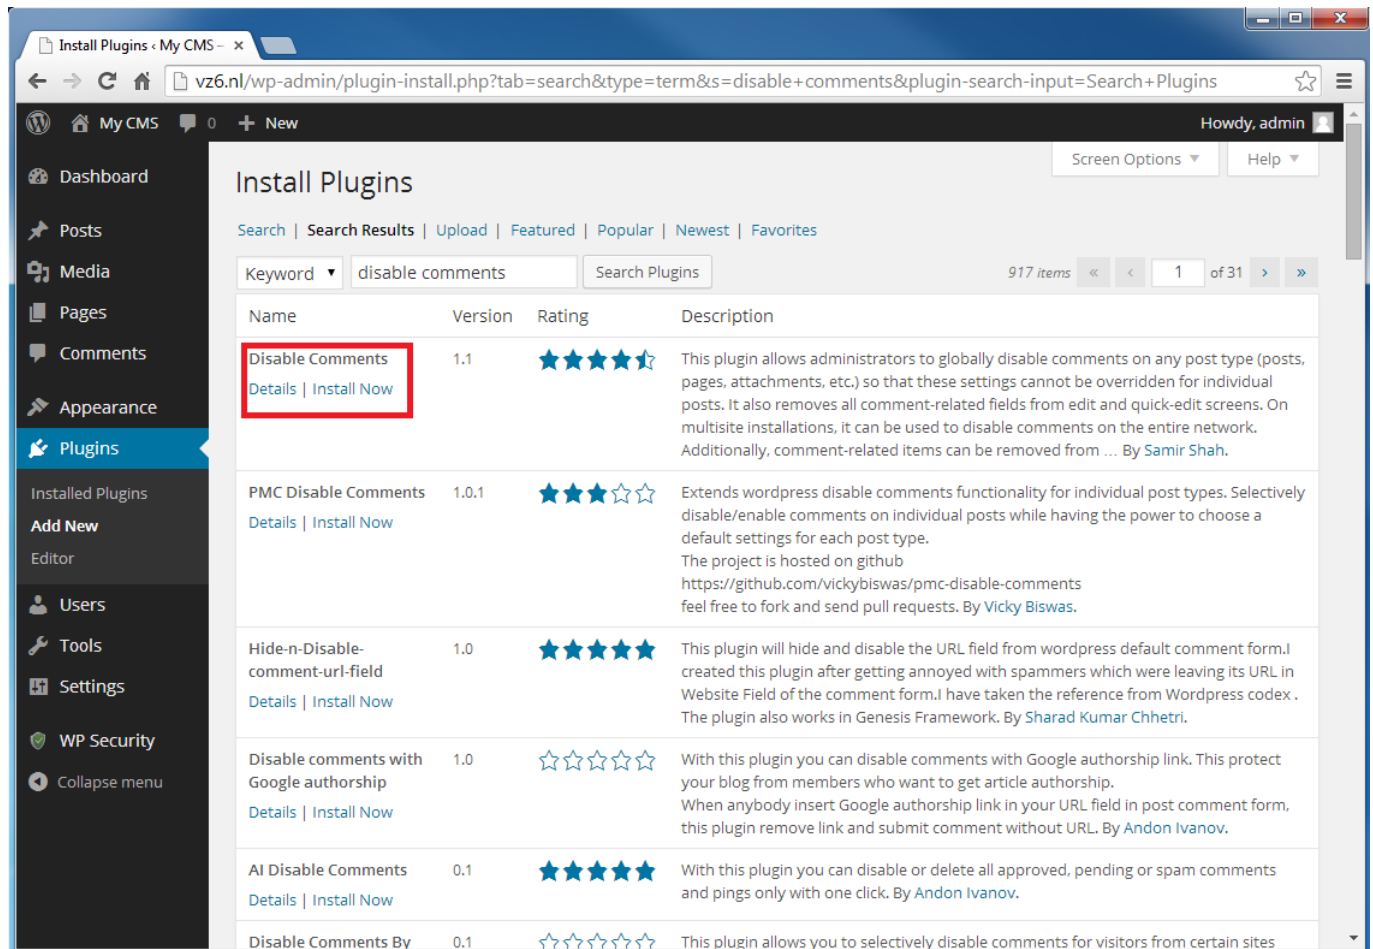 Install Plugins ‹ My CMS –
vz6.nl/wp-admin/plugin-install.php?tab=search&type=term&s=disable+comments&plugin-search-input=Search+Plugins
My CMS 0 New Howdy, admin
Screen Options Help
Dashboard
Posts
Media
Pages
Comments
Appearance
Plugins
Installed Plugins
Add New
Editor
Users
Tools
Settings
WP Security
Collapse menu
Install Plugins
Search | Search Results | Upload | Featured | Popular | Newest | Favorites
Keyword disable comments Search Plugins 917 items « ‹ 1 of 31 › »
Name Version Rating Description
Disable Comments
Details | Install Now
1.1
This plugin allows administrators to globally disable comments on any post type (posts,
pages, attachments, etc.) so that these settings cannot be overridden for individual
posts. It also removes all comment-related fields from edit and quick-edit screens. On
multisite installations, it can be used to disable comments on the entire network.
Additionally, comment-related items can be removed from … By Samir Shah.
PMC Disable Comments
Details | Install Now
1.0.1
Extends wordpress disable comments functionality for individual post types. Selectively
disable/enable comments on individual posts while having the power to choose a
default settings for each post type.
The project is hosted on github
https://github.com/vickybiswas/pmc-disable-comments
feel free to fork and send pull requests. By Vicky Biswas.
Hide-n-Disable-
comment-url-field
Details | Install Now
1.0
This plugin will hide and disable the URL field from wordpress default comment form.I
created this plugin after getting annoyed with spammers which were leaving its URL in
Website Field of the comment form.I have taken the reference from Wordpress codex .
The plugin also works in Genesis Framework. By Sharad Kumar Chhetri.
Disable comments with
Google authorship
Details | Install Now
1.0
With this plugin you can disable comments with Google authorship link. This protect
your blog from members who want to get article authorship.
When anybody insert Google authorship link in your URL field in post comment form,
this plugin remove link and submit comment without URL. By Andon Ivanov.
AI Disable Comments
Details | Install Now
0.1
With this plugin you can disable or delete all approved, pending or spam comments
and pings only with one click. By Andon Ivanov.
Disable Comments By
0.1
This plugin allows you to selectively disable comments for visitors from certain sites